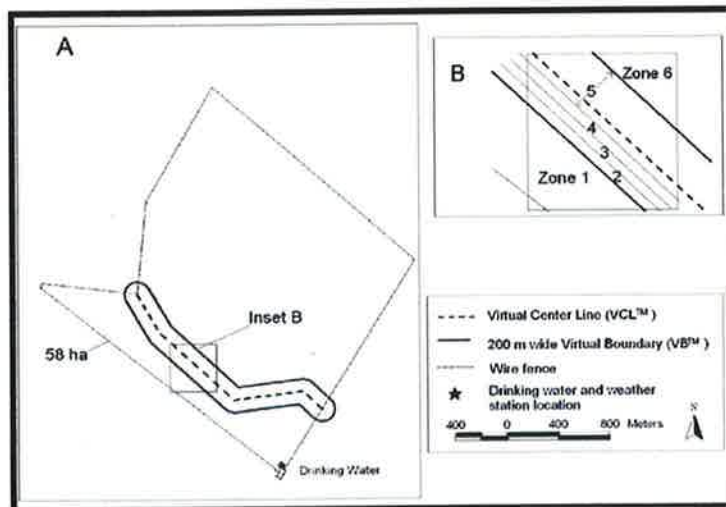 A
58 ha
Inset B
Drinking Water
B
Zone 6
5
4
3
2
Zone 1
Virtual Center Line (VCL™)
200 m wide Virtual Boundary (VB™)
Wire fence
Drinking water and weather
station location
400 0 400 800 Meters